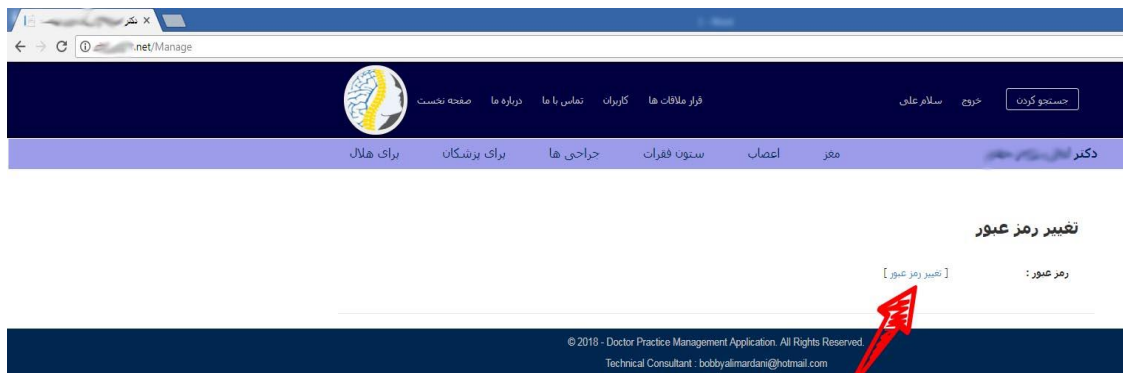 دکتر
.net/Manage
جستجو کردن خروج سلام علی قرار ملاقات ها کاربران تماس با ما درباره ما صفحه نخست
دکتر مغز اعصاب ستون فقرات جراحی ها برای پزشکان برای هلال
تغییر رمز عبور
رمز عبور : [ تغییر رمز عبور ]
© 2018 - Doctor Practice Management Application. All Rights Reserved.
Technical Consultant : bobbyalimardani@hotmail.com